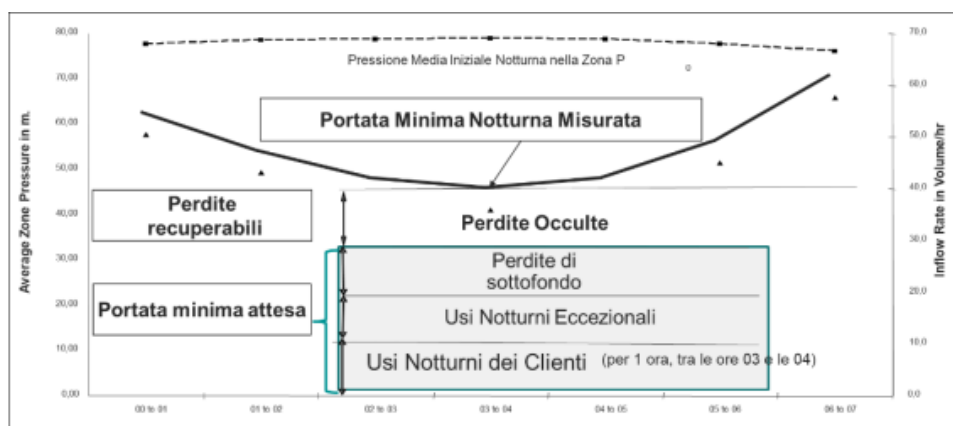 80,00
70,00
60,00
50,00
40,00
30,00
20,00
10,00
0,00
Average Zone Pressure in m.
Pressione Media Iniziale Notturna nella Zona P
Portata Minima Notturna Misurata
Perdite
recuperabili
Perdite Occulte
Portata minima attesa
Perdite di
sottofondo
Usi Notturni Eccezionali
Usi Notturni dei Clienti (per 1 ora, tra le ore 03 e le 04)
70,0
60,0
50,0
40,0
30,0
20,0
10,0
0,0
Inflow Rate in Volume/hr
00 to 01
01 to 02
02 to 03
03 to 04
04 to 05
05 to 06
06 to 07